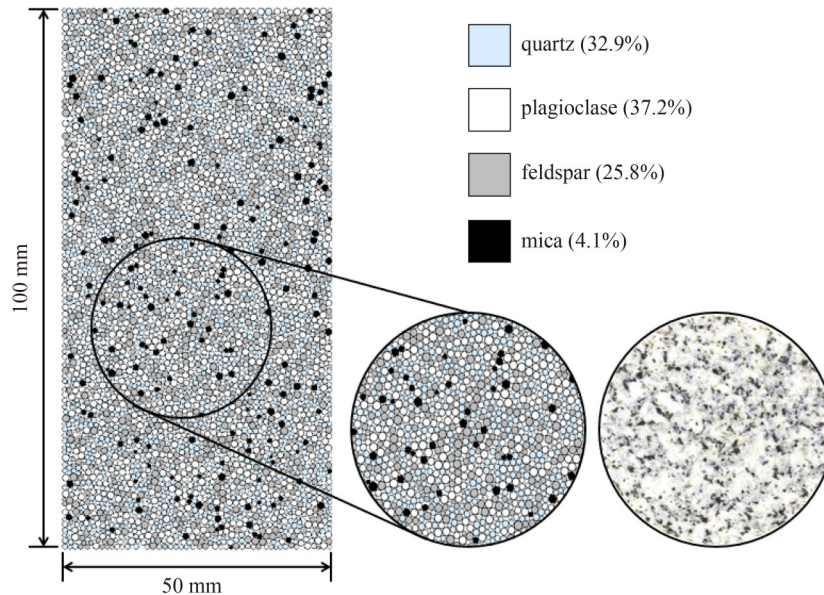 quartz (32.9%)
plagioclase (37.2%)
feldspar (25.8%)
mica (4.1%)
100 mm
50 mm